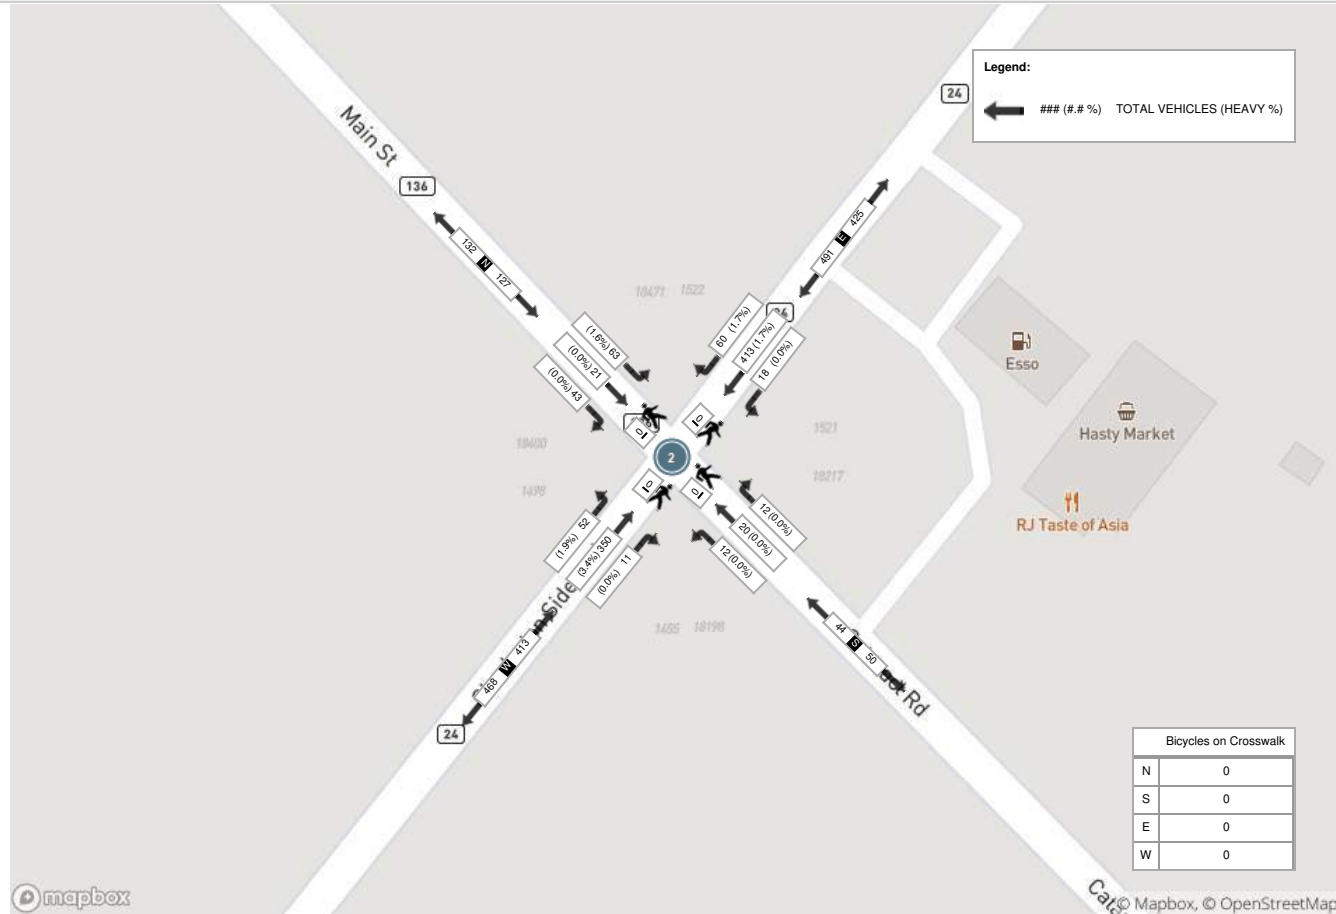 Legend:
### (#.# %) TOTAL VEHICLES (HEAVY %)
24
Main St
136
132 N 127
491 E 425
18471 1522
(1.6%) 63
(0.0%) 21
(0.0%) 43
60 (1.7%)
413 (1.7%)
18 (0.0%)
Esso
Hasty Market
RJ Taste of Asia
0
0
2
0
0
18400
1498
1521
18217
(1.9%) 52
(3.4%) 350
(0.0%) 11
12 (0.0%)
20 (0.0%)
12 (0.0%)
1455 18198
Side
468 W 413
24
44 S 50
Rd
Bicycles on Crosswalk
N 0
S 0
E 0
W 0
mapbox
© Mapbox, © OpenStreetMap